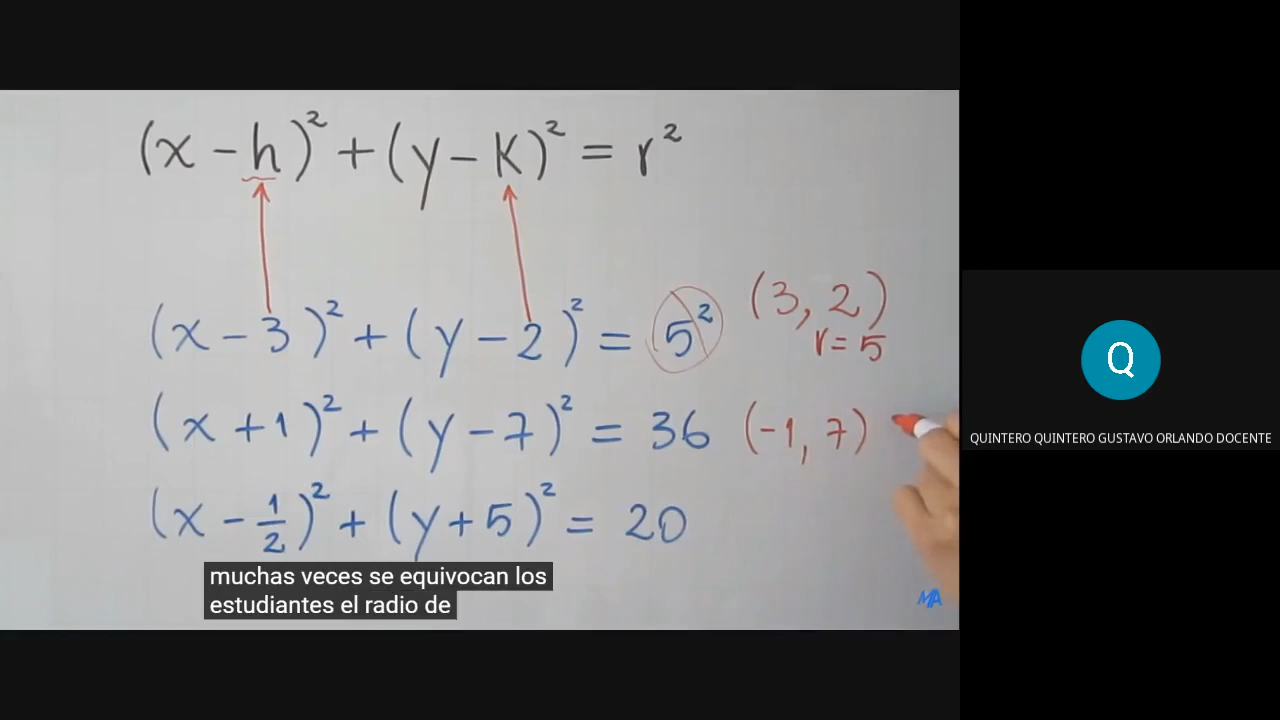 (x - h)² + (y - k)² = r²
(x - 3)² + (y - 2)² = 5² (3, 2)
r = 5
(x + 1)² + (y - 7)² = 36 (-1, 7)
(x - 1/2)² + (y + 5)² = 20
muchas veces se equivocan los
estudiantes el radio de
MA
Q
QUINTERO QUINTERO GUSTAVO ORLANDO DOCENTE